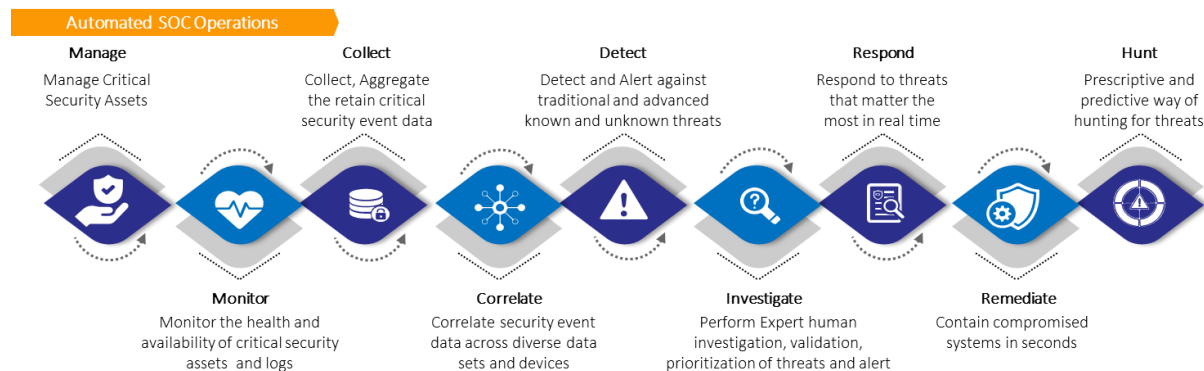 Automated SOC Operations
Manage
Manage Critical
Security Assets
Monitor
Monitor the health and
availability of critical security
assets and logs
Collect
Collect, Aggregate
the retain critical
security event data
Correlate
Correlate security event
data across diverse data
sets and devices
Detect
Detect and Alert against
traditional and advanced
known and unknown threats
Investigate
Perform Expert human
investigation, validation,
prioritization of threats and alert
Respond
Respond to threats
that matter the
most in real time
Remediate
Contain compromised
systems in seconds
Hunt
Prescriptive and
predictive way of
hunting for threats